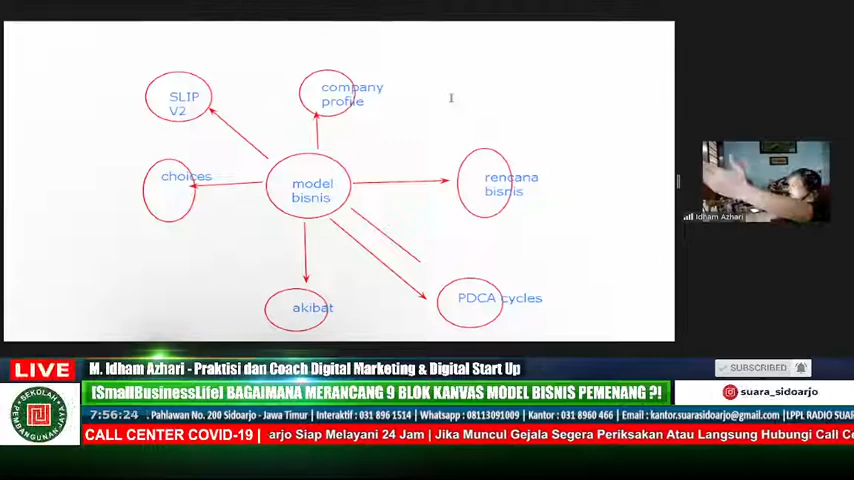 SLIP
V2
company
profile
choices
model
bisnis
rencana
bisnis
akibat
PDCA cycles
Idham Azhari
LIVE
M. Idham Azhari - Praktisi dan Coach Digital Marketing & Digital Start Up
SUBSCRIBED
[SmallBusinessLife] BAGAIMANA MERANCANG 9 BLOK KANVAS MODEL BISNIS PEMENANG ?!
suara_sidoarjo
SEKOLAH
PEMBANGUNAN JAYA
7:56:24
. Pahlawan No. 200 Sidoarjo - Jawa Timur | Interaktif : 031 896 1514 | Whatsapp : 08113091009 | Kantor : 031 8960 466 | Email : kantor.suarasidoarjo@gmail.com |LPPL RADIO SUAR
CALL CENTER COVID-19 | arjo Siap Melayani 24 Jam | Jika Muncul Gejala Segera Periksakan Atau Langsung Hubungi Call Ce